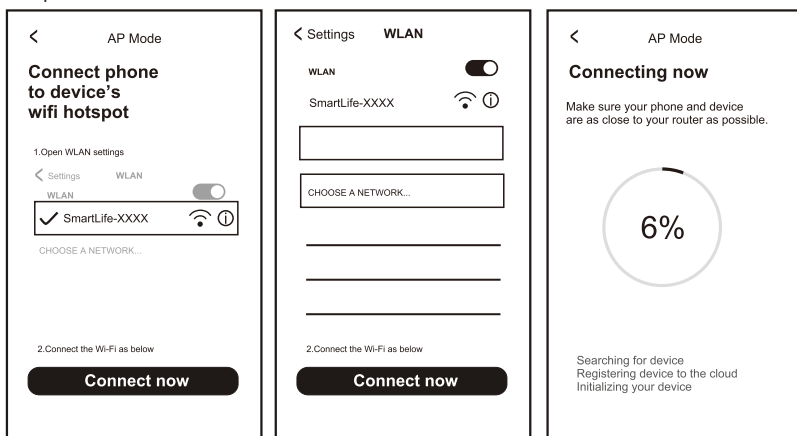 AP Mode
Connect phone
to device's
wifi hotspot
1.Open WLAN settings
Settings WLAN
WLAN
SmartLife-XXXX
CHOOSE A NETWORK...
2.Connect the Wi-Fi as below
Connect now
Settings WLAN
WLAN
SmartLife-XXXX
CHOOSE A NETWORK...
2.Connect the Wi-Fi as below
Connect now
AP Mode
Connecting now
Make sure your phone and device
are as close to your router as possible.
6%
Searching for device
Registering device to the cloud
Initializing your device